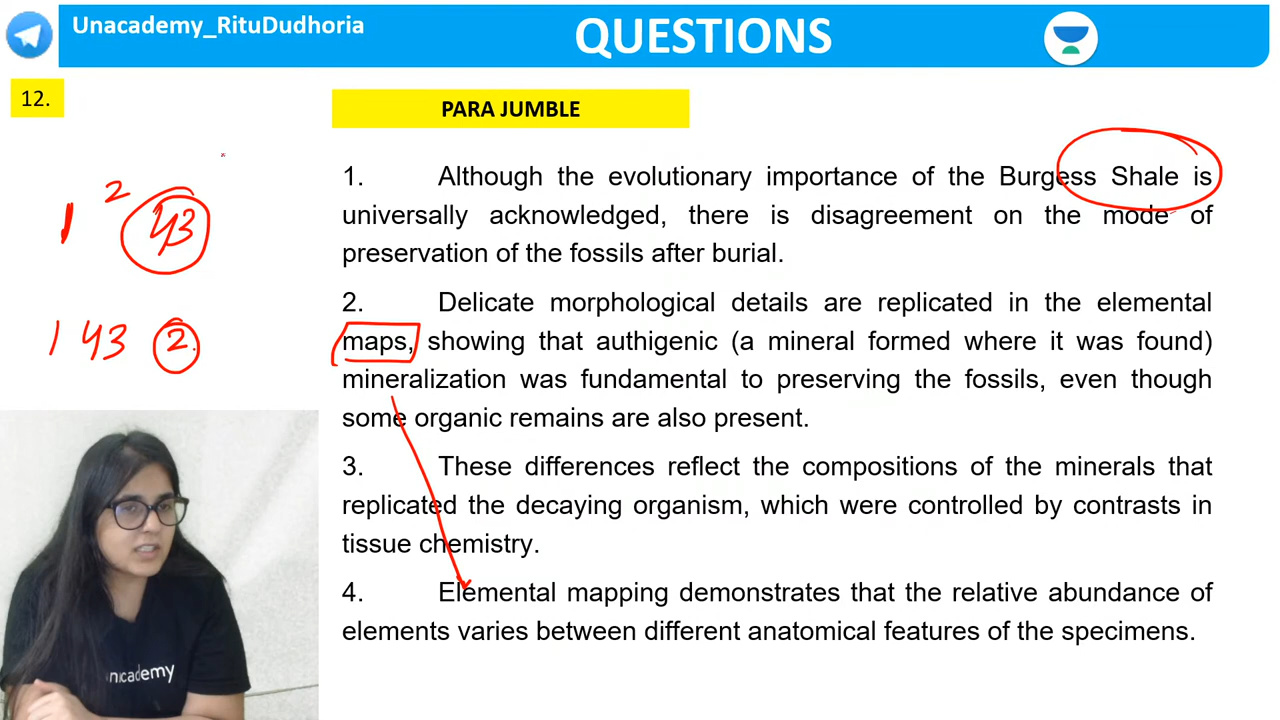 Unacademy_RituDudhoria
QUESTIONS
12.
PARA JUMBLE
1 2 43
1 43 2
1. Although the evolutionary importance of the Burgess Shale is
universally acknowledged, there is disagreement on the mode of
preservation of the fossils after burial.
2. Delicate morphological details are replicated in the elemental
maps, showing that authigenic (a mineral formed where it was found)
mineralization was fundamental to preserving the fossils, even though
some organic remains are also present.
3. These differences reflect the compositions of the minerals that
replicated the decaying organism, which were controlled by contrasts in
tissue chemistry.
4. Elemental mapping demonstrates that the relative abundance of
elements varies between different anatomical features of the specimens.
unacademy